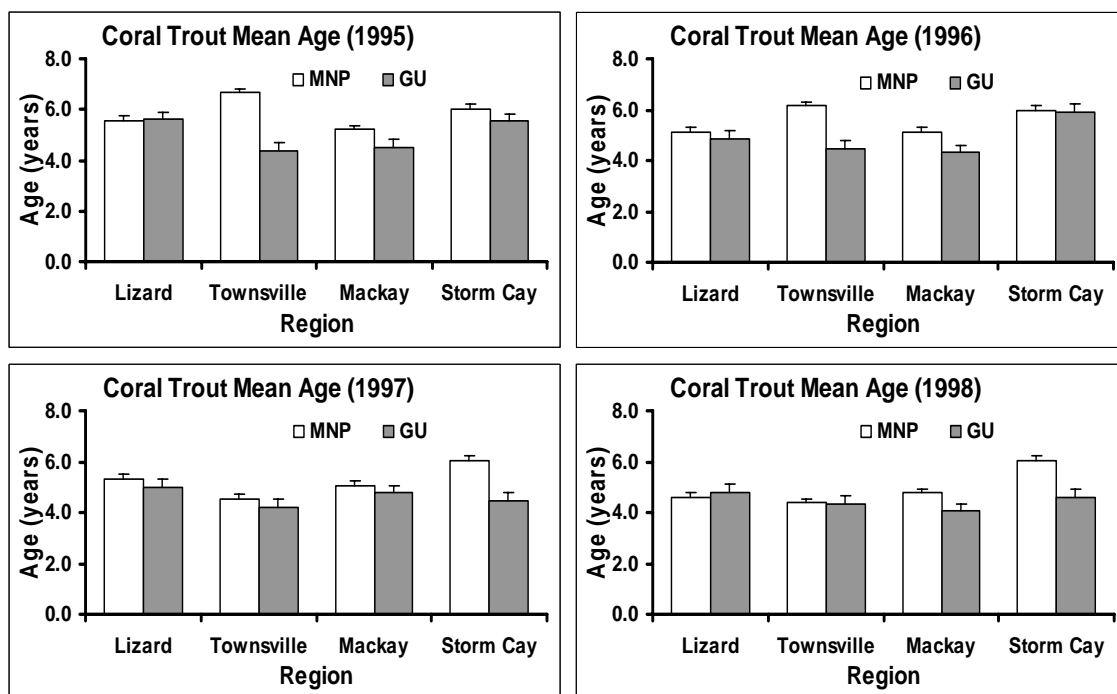 Coral Trout Mean Age (1995)
8.0
6.0
4.0
2.0
0.0
Age (years)
MNP GU
Lizard Townsville Mackay Storm Cay
Region
Coral Trout Mean Age (1996)
8.0
6.0
4.0
2.0
0.0
Age (years)
MNP GU
Lizard Townsville Mackay Storm Cay
Region
Coral Trout Mean Age (1997)
8.0
6.0
4.0
2.0
0.0
Age (years)
MNP GU
Lizard Townsville Mackay Storm Cay
Region
Coral Trout Mean Age (1998)
8.0
6.0
4.0
2.0
0.0
Age (years)
MNP GU
Lizard Townsville Mackay Storm Cay
Region